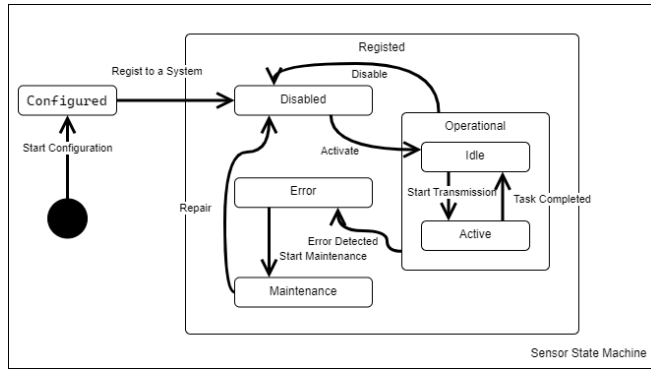 Registed
Regist to a System
Disable
Configured
Disabled
Operational
Start Configuration
Activate
Idle
Error
Start Transmission
Task Completed
Repair
Active
Error Detected
Start Maintenance
Maintenance
Sensor State Machine